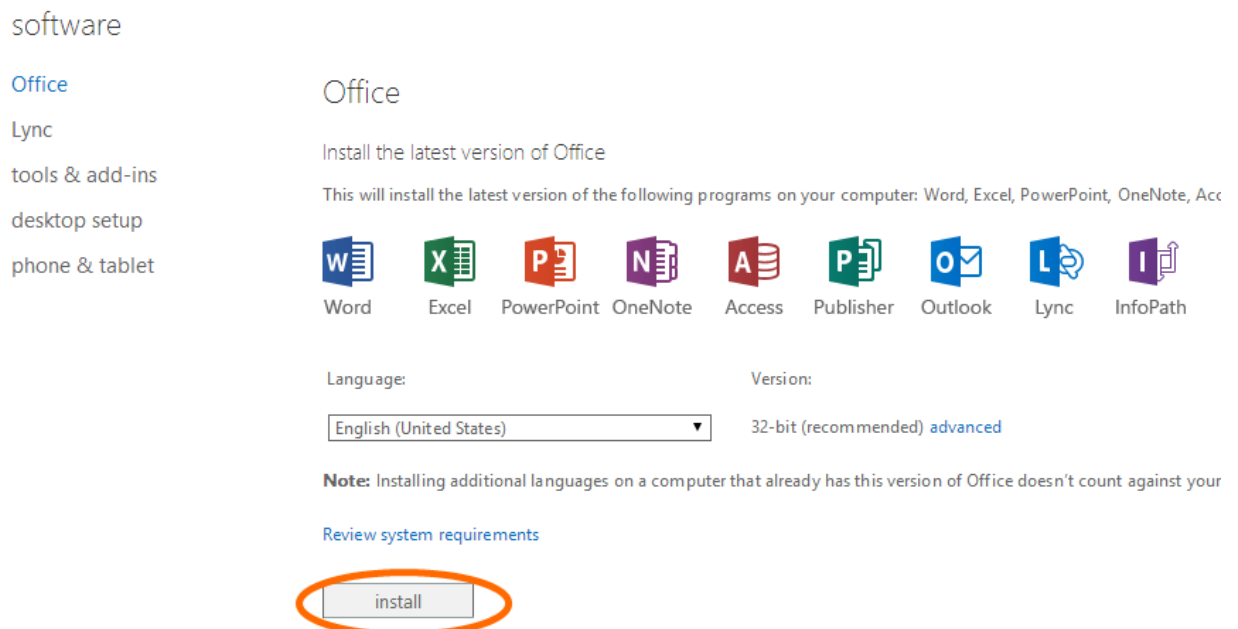 software
Office
Lync
tools & add-ins
desktop setup
phone & tablet
Office
Install the latest version of Office
This will install the latest version of the following programs on your computer: Word, Excel, PowerPoint, OneNote, Acc
W X P N A P O L I
Word Excel PowerPoint OneNote Access Publisher Outlook Lync InfoPath
Language: Version:
English (United States) 32-bit (recommended) advanced
Note: Installing additional languages on a computer that already has this version of Office doesn't count against your
Review system requirements
install